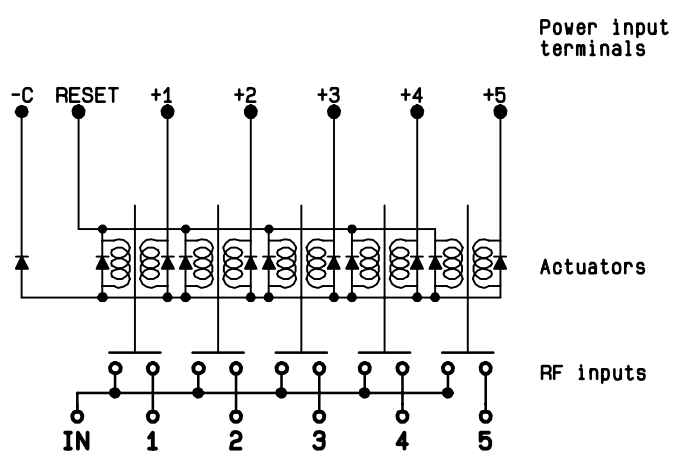 Power input
terminals
-C RESET +1 +2 +3 +4 +5
Actuators
RF inputs
IN 1 2 3 4 5